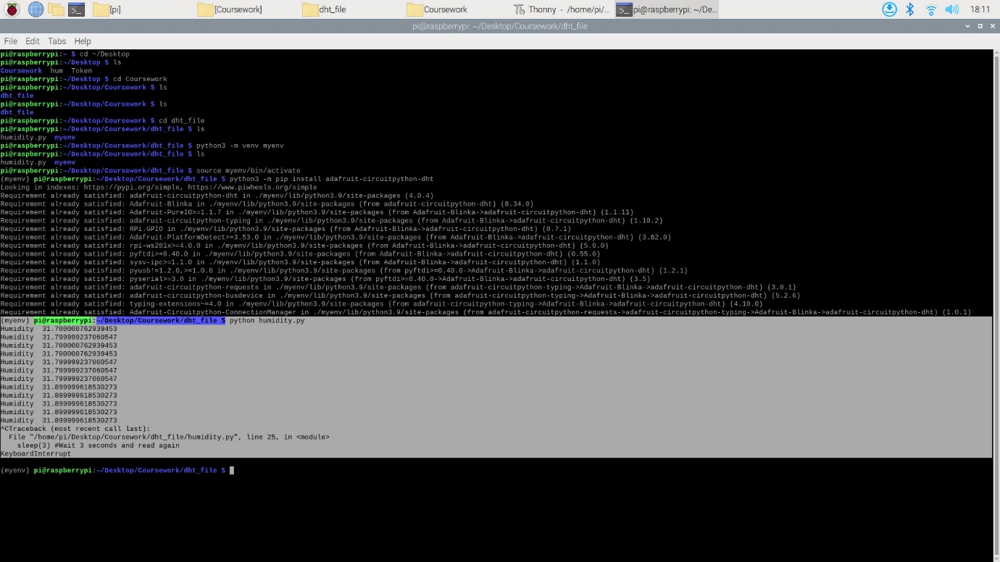 [pi]
[Coursework]
dht_file
Coursework
Thonny - /home/pi/...
pi@raspberrypi: ~/De...
18:11
pi@raspberrypi: ~/Desktop/Coursework/dht_file
File Edit Tabs Help
pi@raspberrypi:~ $ cd ~/Desktop
pi@raspberrypi:~/Desktop $ ls
Coursework  hum  Token
pi@raspberrypi:~/Desktop $ cd Coursework
pi@raspberrypi:~/Desktop/Coursework $ ls
dht_file
pi@raspberrypi:~/Desktop/Coursework $ ls
dht_file
pi@raspberrypi:~/Desktop/Coursework $ cd dht_file
pi@raspberrypi:~/Desktop/Coursework/dht_file $ ls
humidity.py  myenv
pi@raspberrypi:~/Desktop/Coursework/dht_file $ python3 -m venv myenv
pi@raspberrypi:~/Desktop/Coursework/dht_file $ ls
humidity.py  myenv
pi@raspberrypi:~/Desktop/Coursework/dht_file $ source myenv/bin/activate
(myenv) pi@raspberrypi:~/Desktop/Coursework/dht_file $ python3 -m pip install adafruit-circuitpython-dht
Looking in indexes: https://pypi.org/simple, https://www.piwheels.org/simple
Requirement already satisfied: adafruit-circuitpython-dht in ./myenv/lib/python3.9/site-packages (4.0.4)
Requirement already satisfied: Adafruit-Blinka in ./myenv/lib/python3.9/site-packages (from adafruit-circuitpython-dht) (8.34.0)
Requirement already satisfied: Adafruit-PureIO>=1.1.7 in ./myenv/lib/python3.9/site-packages (from Adafruit-Blinka->adafruit-circuitpython-dht) (1.1.11)
Requirement already satisfied: adafruit-circuitpython-typing in ./myenv/lib/python3.9/site-packages (from Adafruit-Blinka->adafruit-circuitpython-dht) (1.10.2)
Requirement already satisfied: RPi.GPIO in ./myenv/lib/python3.9/site-packages (from Adafruit-Blinka->adafruit-circuitpython-dht) (0.7.1)
Requirement already satisfied: Adafruit-PlatformDetect>=3.53.0 in ./myenv/lib/python3.9/site-packages (from Adafruit-Blinka->adafruit-circuitpython-dht) (3.62.0)
Requirement already satisfied: rpi-ws281x>=4.0.0 in ./myenv/lib/python3.9/site-packages (from Adafruit-Blinka->adafruit-circuitpython-dht) (5.0.0)
Requirement already satisfied: pyftdi>=0.40.0 in ./myenv/lib/python3.9/site-packages (from Adafruit-Blinka->adafruit-circuitpython-dht) (0.55.0)
Requirement already satisfied: sysv-ipc>=1.1.0 in ./myenv/lib/python3.9/site-packages (from Adafruit-Blinka->adafruit-circuitpython-dht) (1.1.0)
Requirement already satisfied: pyusb!=1.2.0,>=1.0.0 in ./myenv/lib/python3.9/site-packages (from pyftdi>=0.40.0->Adafruit-Blinka->adafruit-circuitpython-dht) (1.2.1)
Requirement already satisfied: pyserial>=3.0 in ./myenv/lib/python3.9/site-packages (from pyftdi>=0.40.0->Adafruit-Blinka->adafruit-circuitpython-dht) (3.5)
Requirement already satisfied: adafruit-circuitpython-requests in ./myenv/lib/python3.9/site-packages (from adafruit-circuitpython-typing->Adafruit-Blinka->adafruit-circuitpython-dht) (3.0.1)
Requirement already satisfied: adafruit-circuitpython-busdevice in ./myenv/lib/python3.9/site-packages (from adafruit-circuitpython-typing->Adafruit-Blinka->adafruit-circuitpython-dht) (5.2.6)
Requirement already satisfied: typing-extensions~=4.0 in ./myenv/lib/python3.9/site-packages (from adafruit-circuitpython-typing->Adafruit-Blinka->adafruit-circuitpython-dht) (4.10.0)
Requirement already satisfied: Adafruit-Circuitpython-ConnectionManager in ./myenv/lib/python3.9/site-packages (from adafruit-circuitpython-requests->adafruit-circuitpython-typing->Adafruit-Blinka->adafruit-circuitpython-dht) (1.0.1)
(myenv) pi@raspberrypi:~/Desktop/Coursework/dht_file $ python humidity.py
Humidity  31.700000762939453
Humidity  31.799999237060547
Humidity  31.700000762939453
Humidity  31.700000762939453
Humidity  31.799999237060547
Humidity  31.799999237060547
Humidity  31.799999237060547
Humidity  31.899999618530273
Humidity  31.899999618530273
Humidity  31.899999618530273
Humidity  31.899999618530273
Humidity  31.899999618530273
^CTraceback (most recent call last):
  File "/home/pi/Desktop/Coursework/dht_file/humidity.py", line 25, in <module>
    sleep(3) #Wait 3 seconds and read again
KeyboardInterrupt
(myenv) pi@raspberrypi:~/Desktop/Coursework/dht_file $